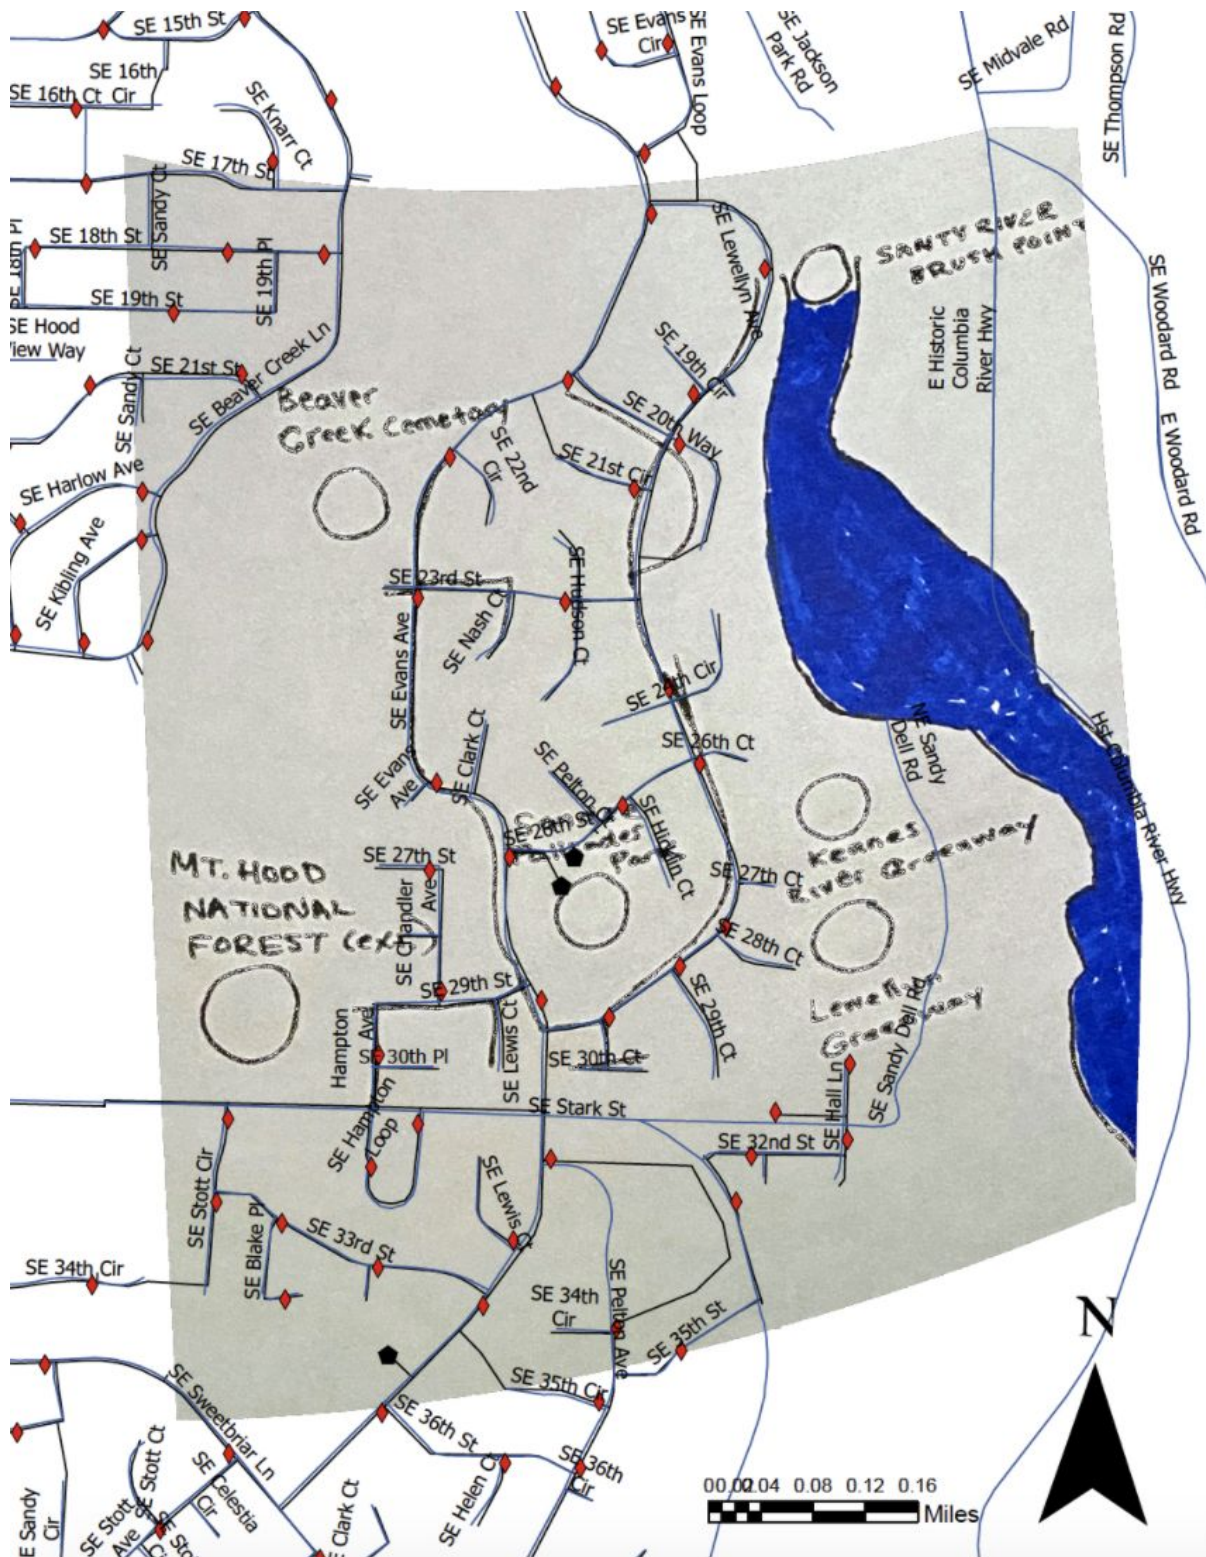 SE 15th St
SE Evans
Cir
SE Evans Loop
SE Jackson
Park Rd
SE Midvale Rd
SE Thompson Rd
SE 16th
Cir
SE 16th Ct
SE Knarr Ct
SE 17th St
SE Sandy Ct
SE 18th St
SE 19th Pl
SE 19th St
SE Hood
View Way
SE 21st St
SE Sandy Ct
SE Beaver Creek Ln
SE Harlow Ave
SE Kibling Ave
SE Lewellyn Ave
SANTY RIVER
BRUSH POINT
E Historic
Columbia
River Hwy
SE Woodard Rd
E Woodard Rd
SE 19th Cir
SE 20th Way
SE 21st Cir
SE 22nd
Cir
Beaver
Creek Cemetary
SE 23rd St
SE Hudson Ct
SE Nash Ct
SE Evans Ave
SE 24th Cir
SE 26th Ct
NE Sandy
Dell Rd
Hst Columbia River Hwy
SE Evans
Ave
SE Clark Ct
SE Pelton
SE 26th St Ct
SE Hicklin Ct
Park
Keanes
River Greenway
SE 27th St
SE 27th Ct
SE Chandler
Ave
MT. HOOD
NATIONAL
FOREST (ext)
SE 28th Ct
SE 29th St
SE 29th Ct
Lewellyn
Greenway
Hampton
Ave
SE 30th Pl
SE Lewis Ct
SE 30th Ct
SE Hall Ln
SE Sandy Dell Rd
SE Stark St
SE Hampton
Loop
SE 32nd St
SE Stott Cir
SE Blake Pl
SE 33rd St
SE Lewis
SE 34th Cir
SE 34th
Cir
SE Pelton Ave
SE 35th St
SE 35th Cir
SE Sweetbriar Ln
SE 36th St
SE 36th
Cir
SE Helen Ct
SE Stott Ct
SE Celestia
Cir
SE Stott
Ave
E Sandy
Cir
E Clark Ct
N
0.04 0.08 0.12 0.16
Miles